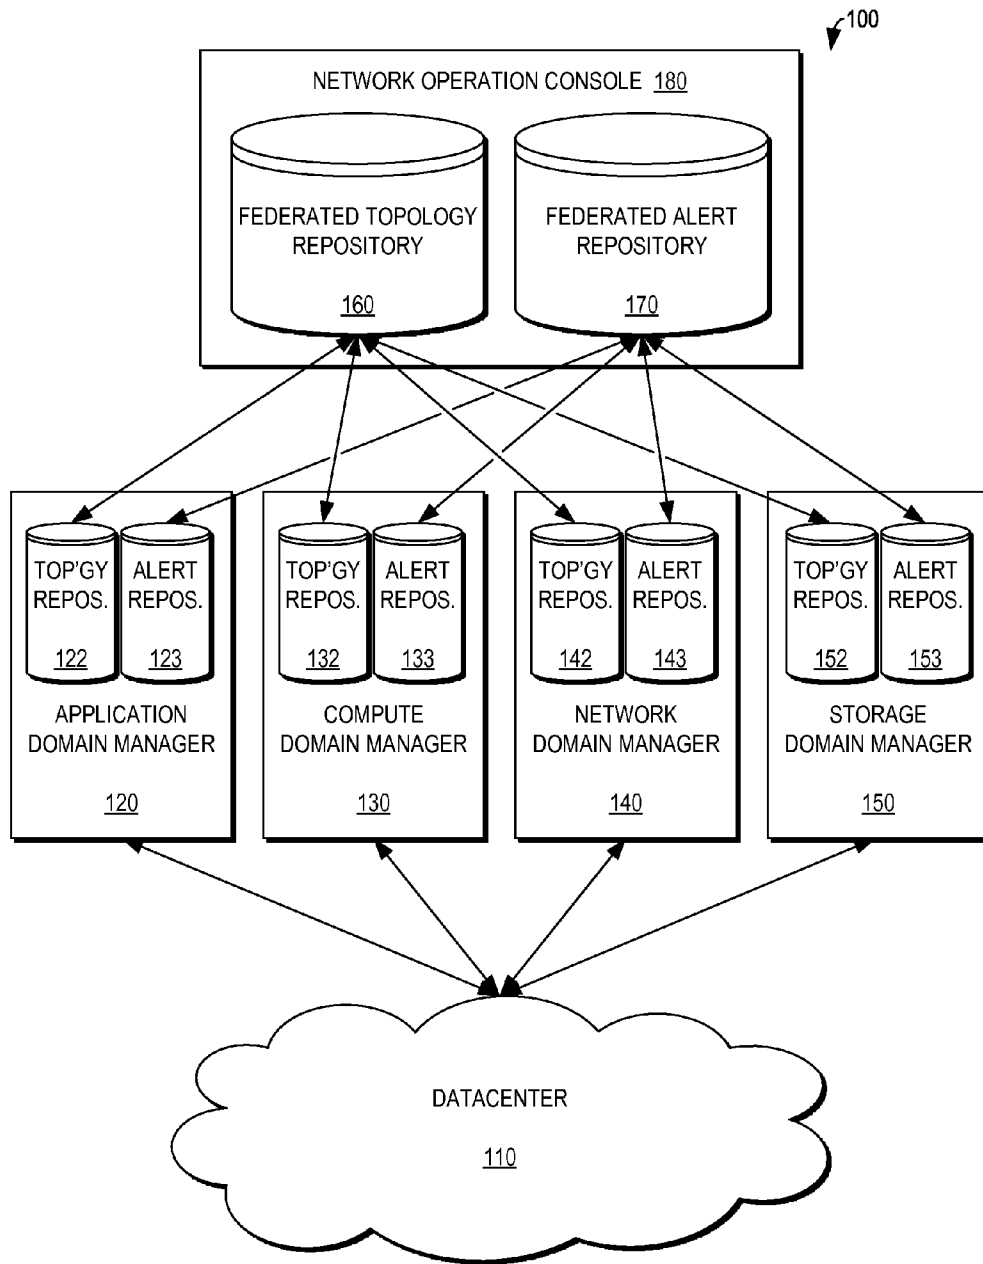 100
NETWORK OPERATION CONSOLE 180
FEDERATED TOPOLOGY
REPOSITORY
160
FEDERATED ALERT
REPOSITORY
170
TOP'GY
REPOS.
122
ALERT
REPOS.
123
APPLICATION
DOMAIN MANAGER
120
TOP'GY
REPOS.
132
ALERT
REPOS.
133
COMPUTE
DOMAIN MANAGER
130
TOP'GY
REPOS.
142
ALERT
REPOS.
143
NETWORK
DOMAIN MANAGER
140
TOP'GY
REPOS.
152
ALERT
REPOS.
153
STORAGE
DOMAIN MANAGER
150
DATACENTER
110